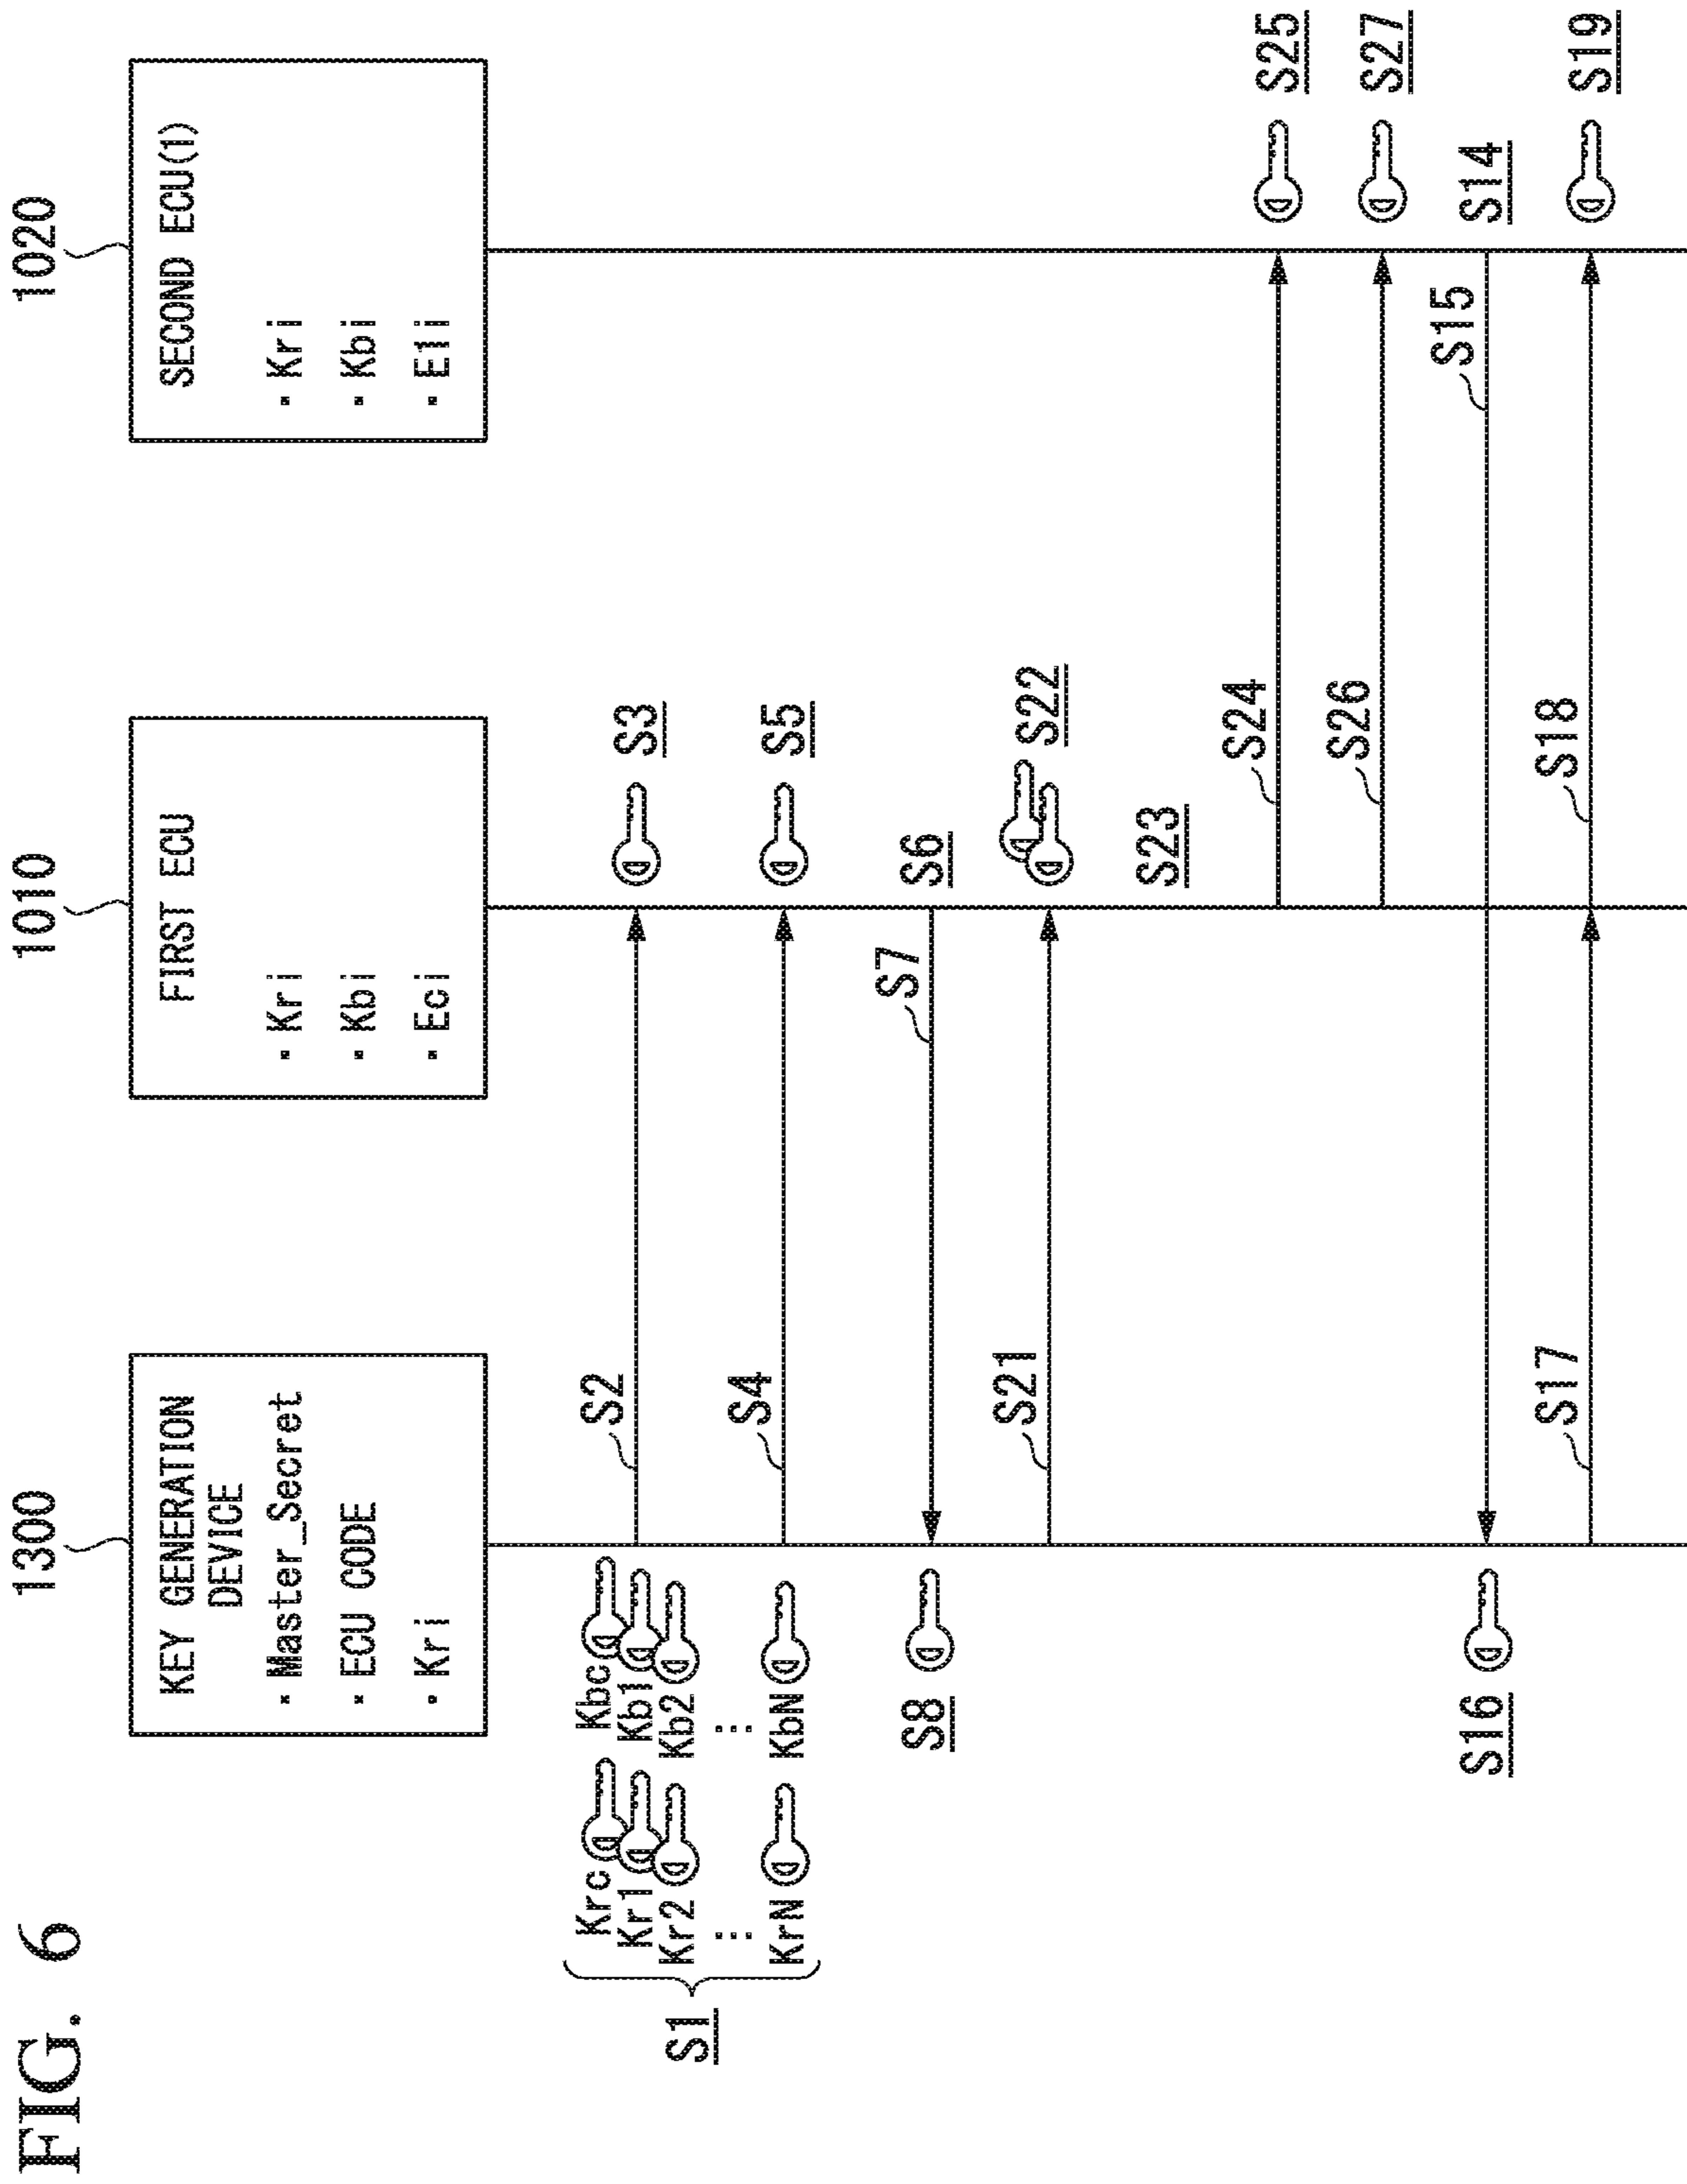 FIG. 6
1300
KEY GENERATION
DEVICE
· Master_Secret
· ECU CODE
· Kri
1010
FIRST ECU
· Kri
· Kbi
· Eci
1020
SECOND ECU(1)
· Kri
· Kbi
· E1i
S1
Krc
Kr1
Kr2
⋮
KrN
Kbc
Kb1
Kb2
⋮
KbN
S2
S3
S4
S5
S6
S7
S8
S21
S22
S23
S24
S25
S26
S27
S14
S15
S16
S17
S18
S19